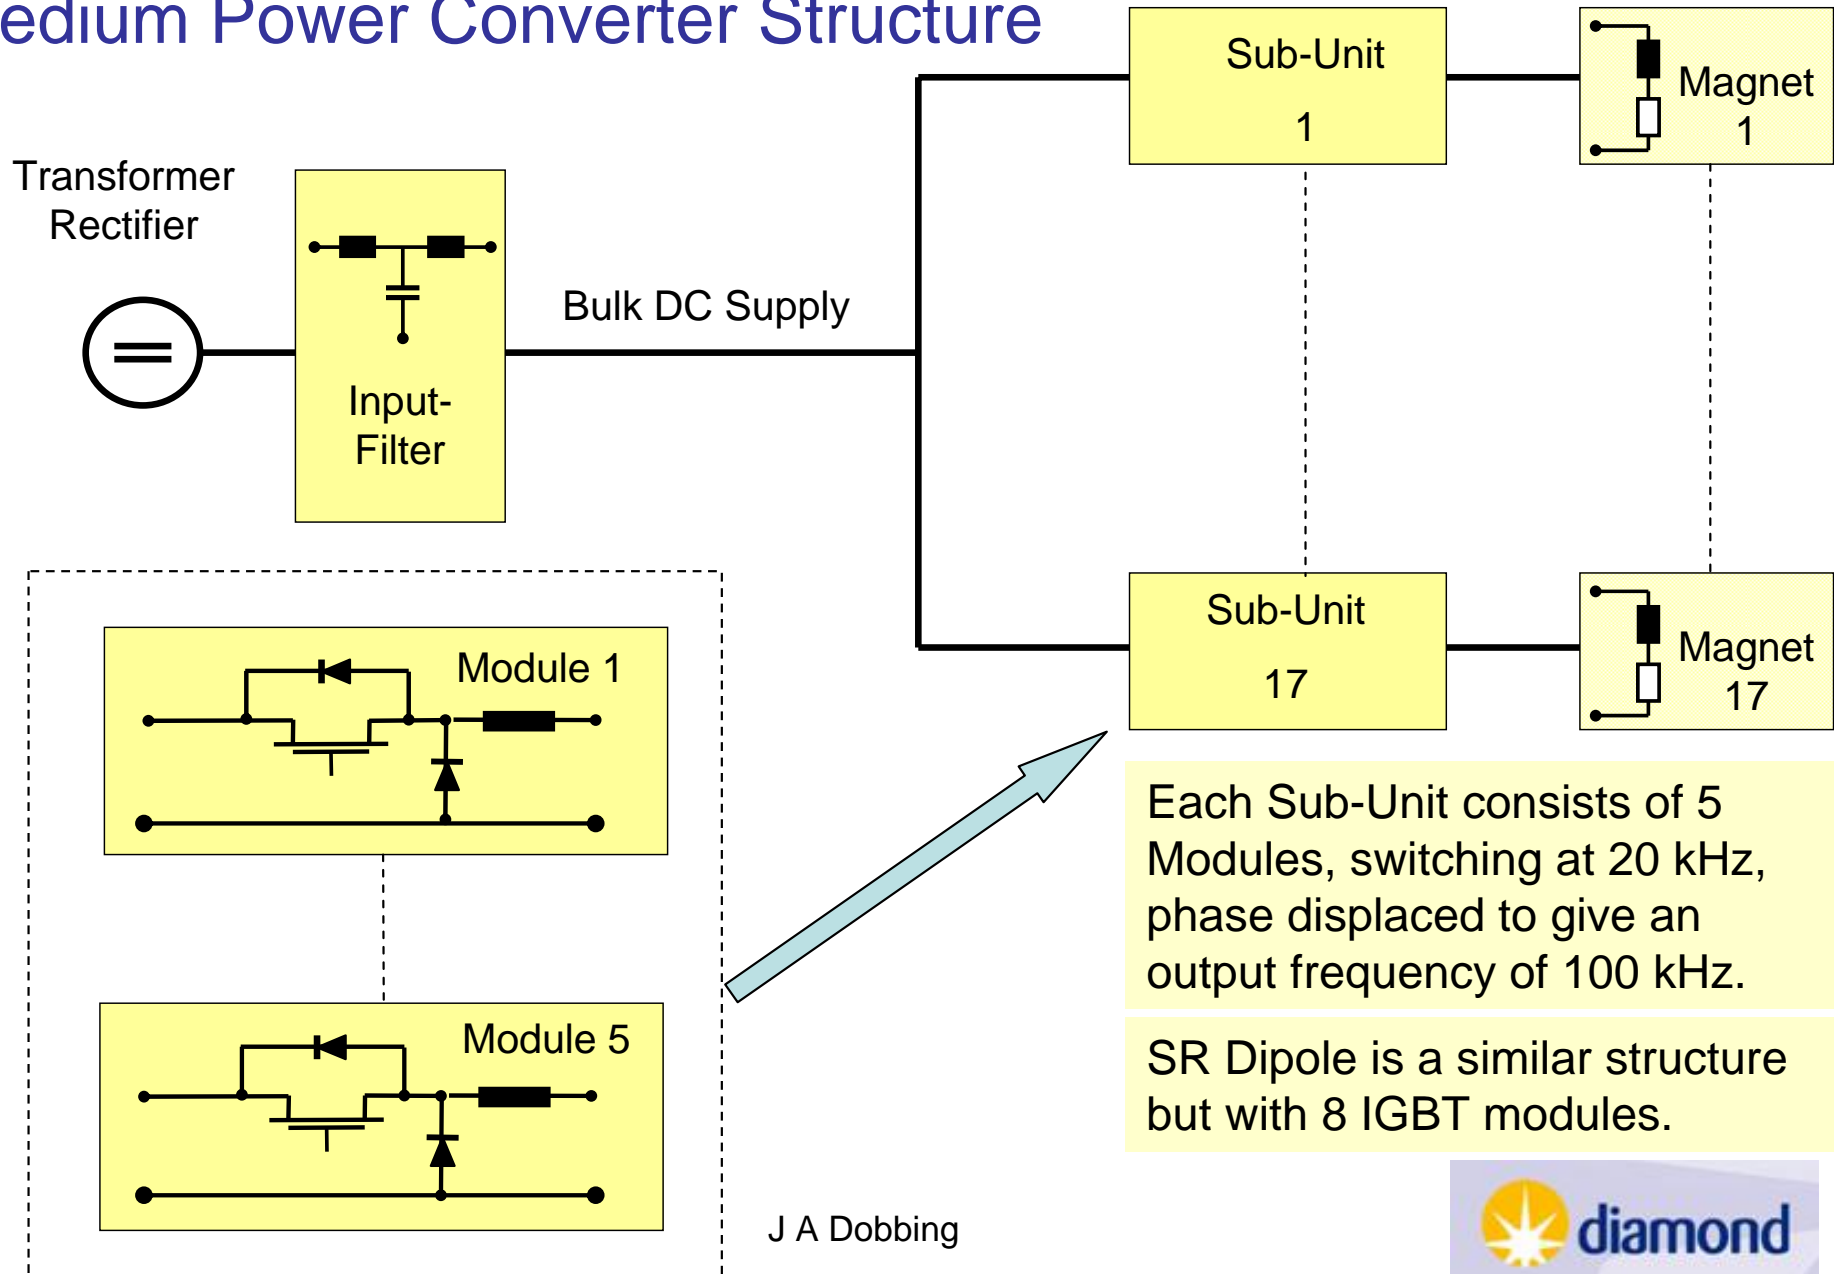 edium Power Converter Structure
Sub-Unit
1
Magnet
1
Transformer
Rectifier
Bulk DC Supply
Input-
Filter
Sub-Unit
17
Magnet
17
Module 1
Module 5
Each Sub-Unit consists of 5
Modules, switching at 20 kHz,
phase displaced to give an
output frequency of 100 kHz.
SR Dipole is a similar structure
but with 8 IGBT modules.
J A Dobbing
diamond